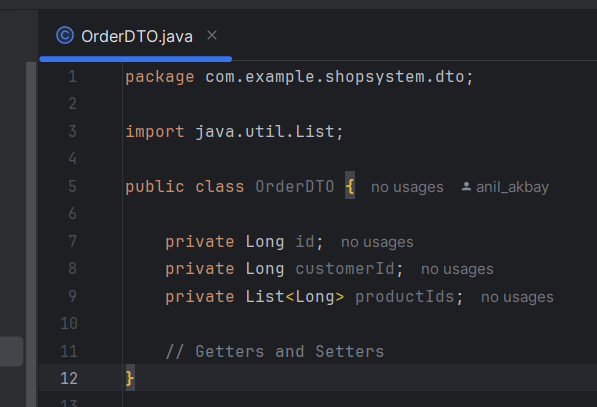 OrderDTO.java
1 package com.example.shopsystem.dto;
2
3 import java.util.List;
4
5 public class OrderDTO { no usages anil_akbay
6
7 private Long id; no usages
8 private Long customerId; no usages
9 private List<Long> productIds; no usages
10
11 // Getters and Setters
12 }
13